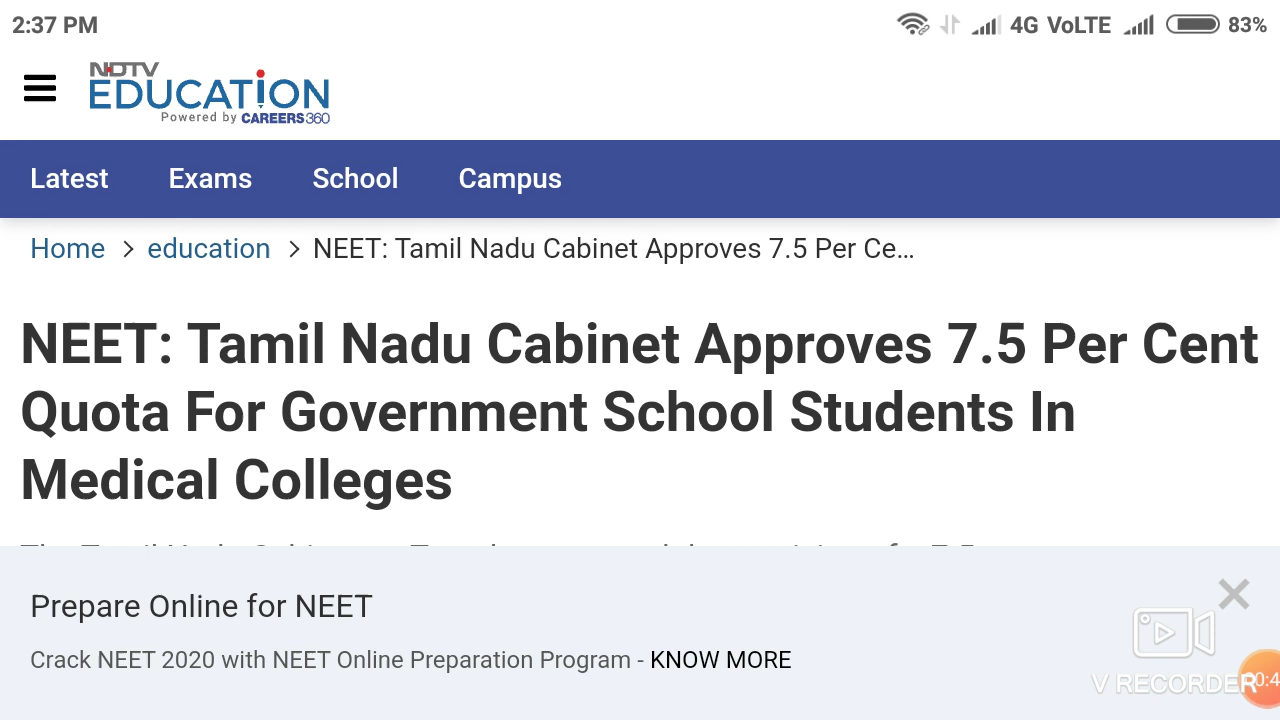 2:37 PM 4G VoLTE 83%
NDTV
EDUCATION
Powered by CAREERS360
Latest Exams School Campus
Home > education > NEET: Tamil Nadu Cabinet Approves 7.5 Per Ce...
NEET: Tamil Nadu Cabinet Approves 7.5 Per Cent
Quota For Government School Students In
Medical Colleges
Prepare Online for NEET
Crack NEET 2020 with NEET Online Preparation Program - KNOW MORE
V RECORDER